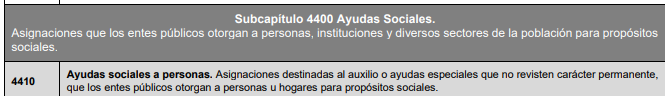 Subcapítulo 4400 Ayudas Sociales.
Asignaciones que los entes públicos otorgan a personas, instituciones y diversos sectores de la población para propósitos
sociales.
4410
Ayudas sociales a personas. Asignaciones destinadas al auxilio o ayudas especiales que no revisten carácter permanente,
que los entes públicos otorgan a personas u hogares para propósitos sociales.